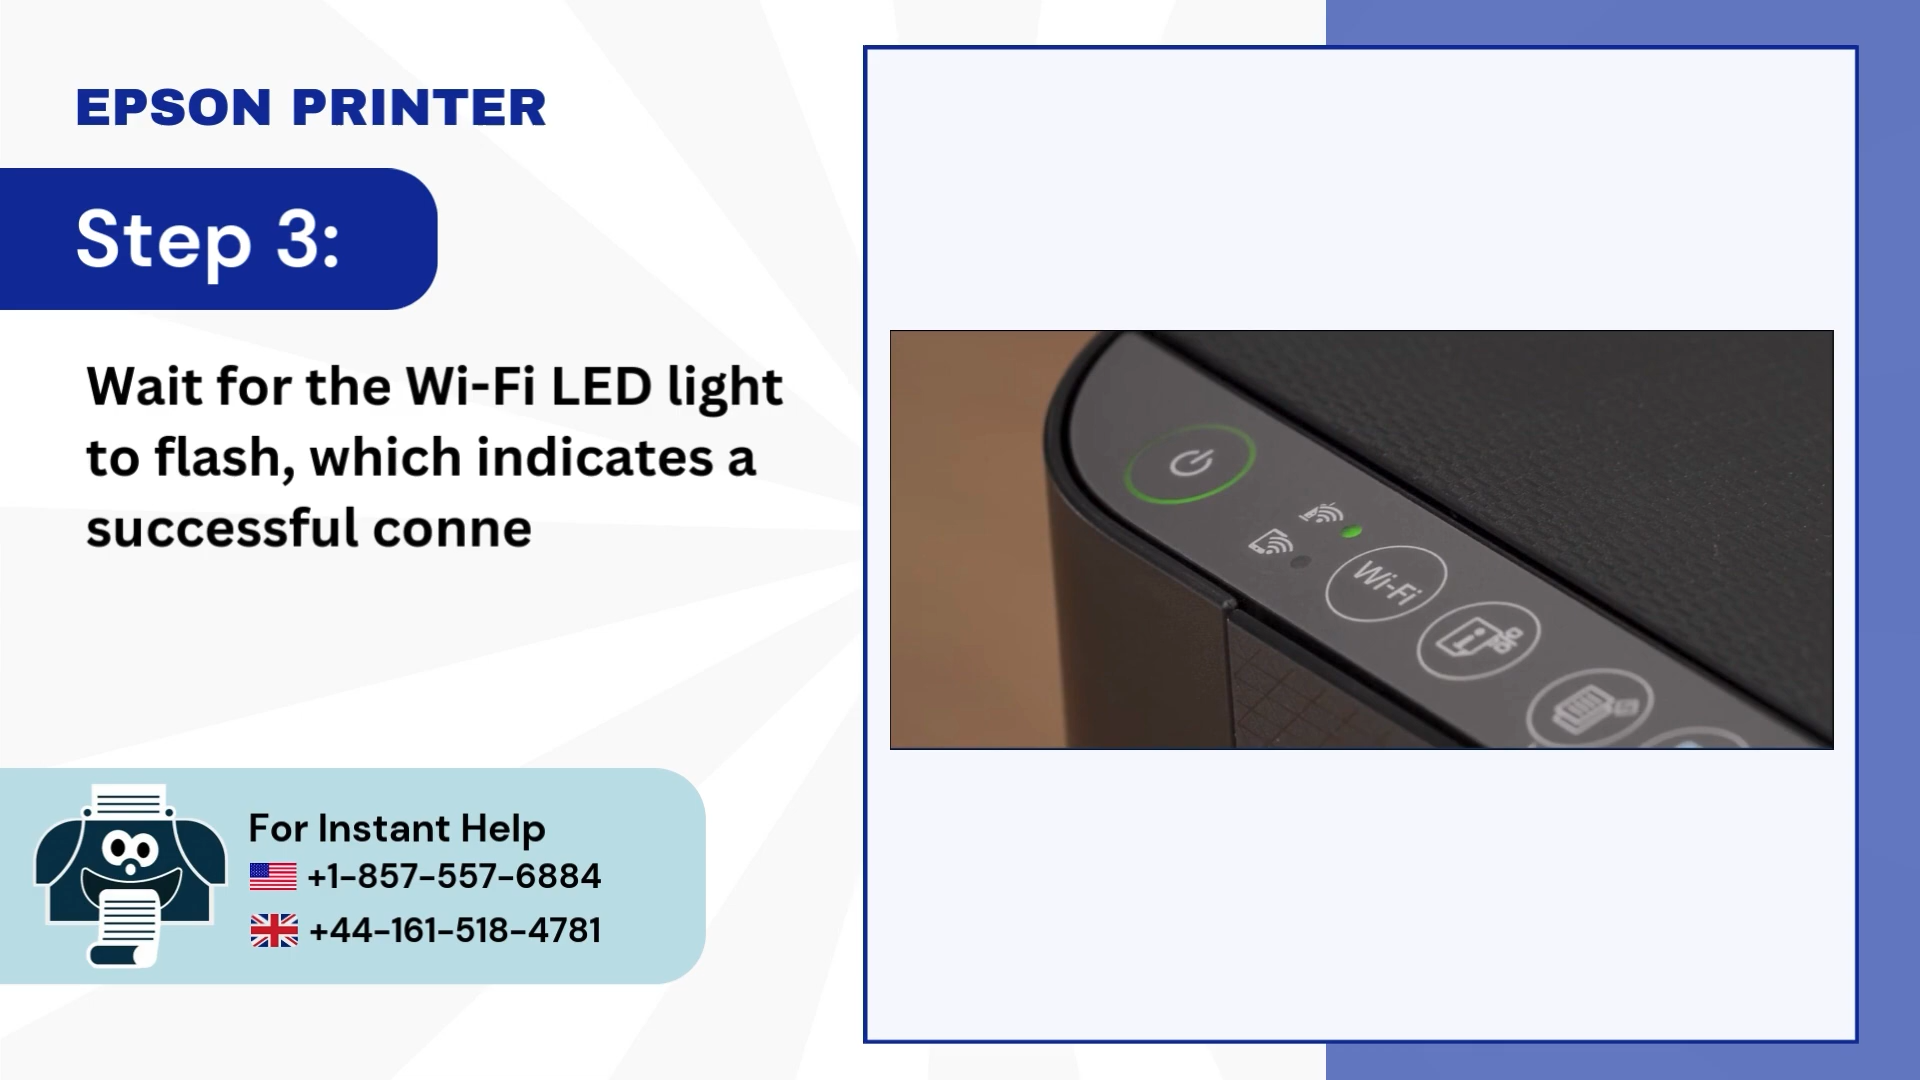 EPSON PRINTER
Step 3:
Wait for the Wi-Fi LED light
to flash, which indicates a
successful conne
For Instant Help
+1-857-557-6884
+44-161-518-4781
Wi-Fi